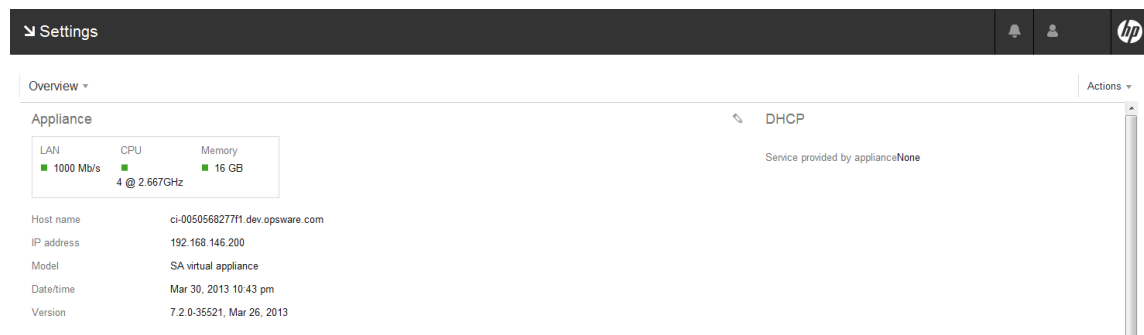 Settings
hp
Overview
Actions
Appliance
DHCP
LAN CPU Memory
1000 Mb/s 16 GB
4 @ 2.667GHz
Service provided by applianceNone
Host name ci-0050568277f1.dev.opsware.com
IP address 192.168.146.200
Model SA virtual appliance
Date/time Mar 30, 2013 10:43 pm
Version 7.2.0-35521, Mar 26, 2013